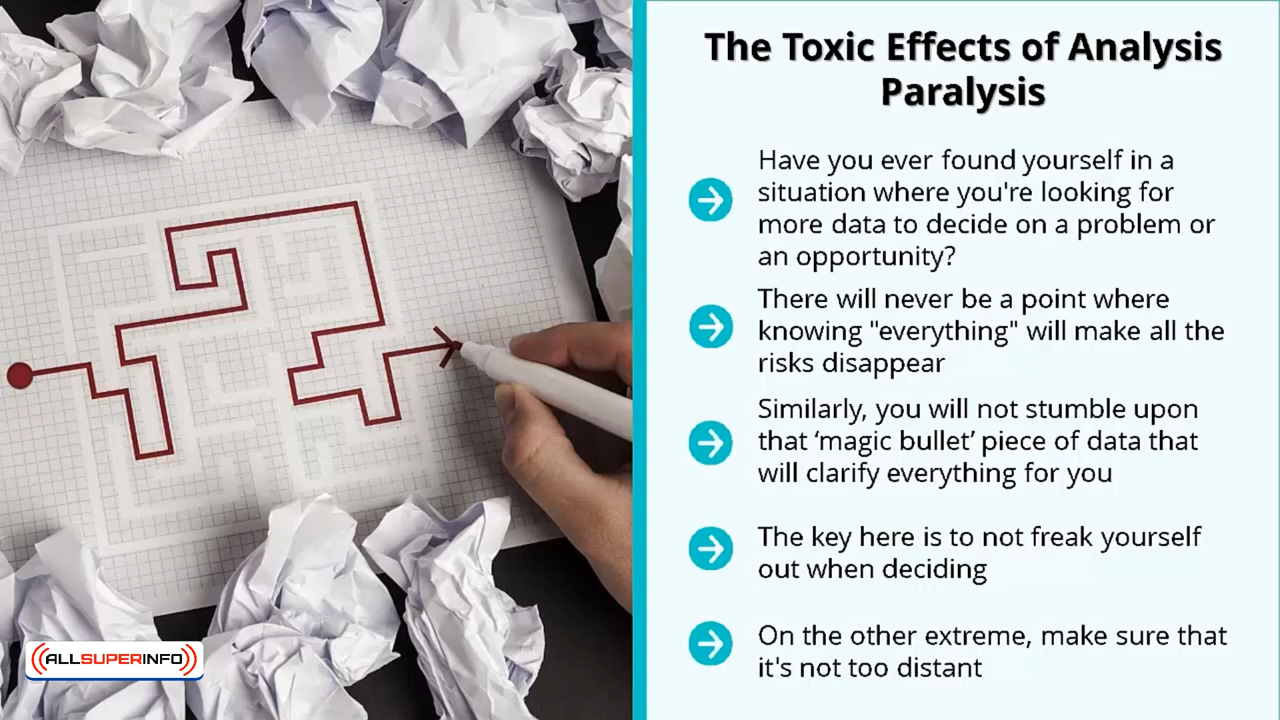 The Toxic Effects of Analysis
Paralysis
Have you ever found yourself in a
situation where you're looking for
more data to decide on a problem or
an opportunity?
There will never be a point where
knowing "everything" will make all the
risks disappear
Similarly, you will not stumble upon
that ‘magic bullet’ piece of data that
will clarify everything for you
The key here is to not freak yourself
out when deciding
On the other extreme, make sure that
it's not too distant
ALLSUPERINFO